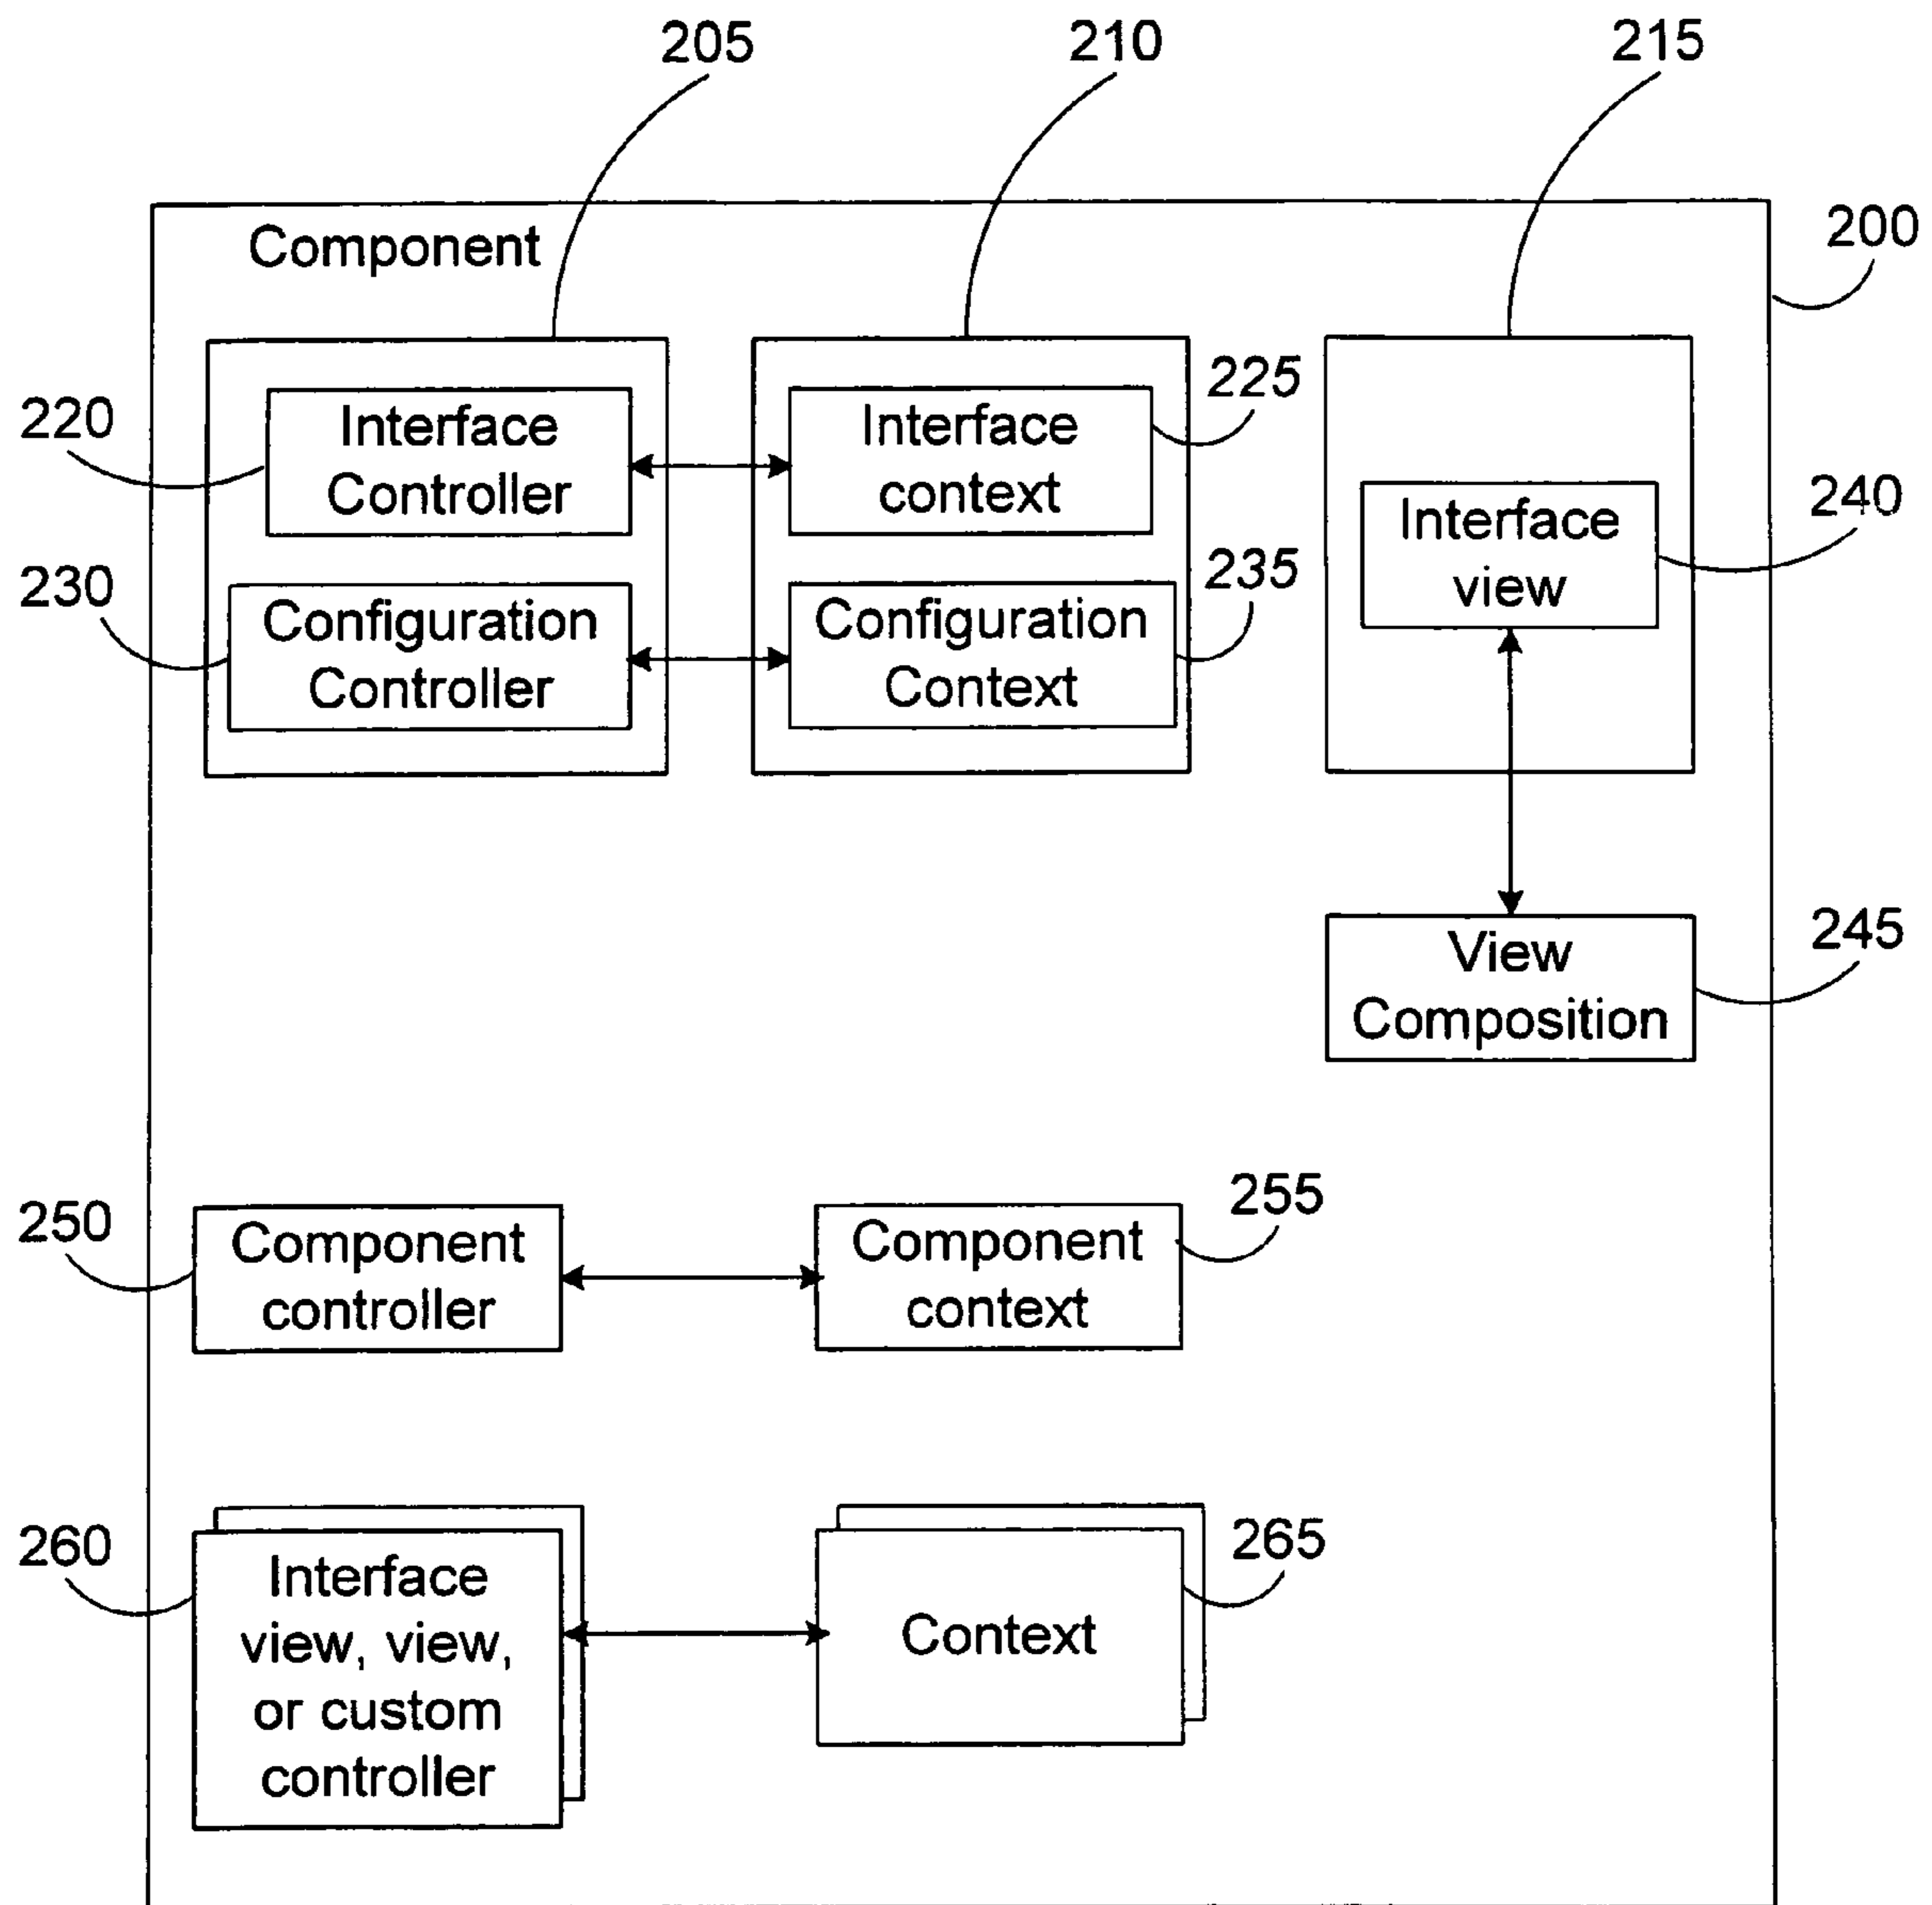 205
210
215
Component
200
220
Interface
Controller
Interface
context
225
Interface
view
240
230
Configuration
Controller
Configuration
Context
235
View
Composition
245
250
Component
controller
Component
context
255
260
Interface
view, view,
or custom
controller
Context
265